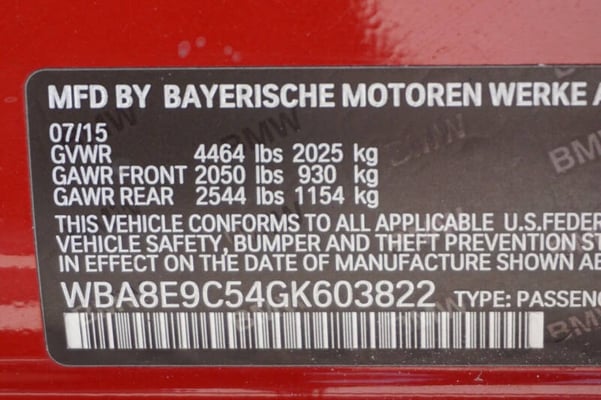 MFD BY BAYERISCHE MOTOREN WERKE A
07/15
GVWR 4464 lbs 2025 kg
GAWR FRONT 2050 lbs 930 kg
GAWR REAR 2544 lbs 1154 kg
THIS VEHICLE CONFORMS TO ALL APPLICABLE U.S.FEDER
VEHICLE SAFETY, BUMPER AND THEFT PREVENTION ST
IN EFFECT ON THE DATE OF MANUFACTURE SHOWN AB
WBA8E9C54GK603822 TYPE: PASSENG